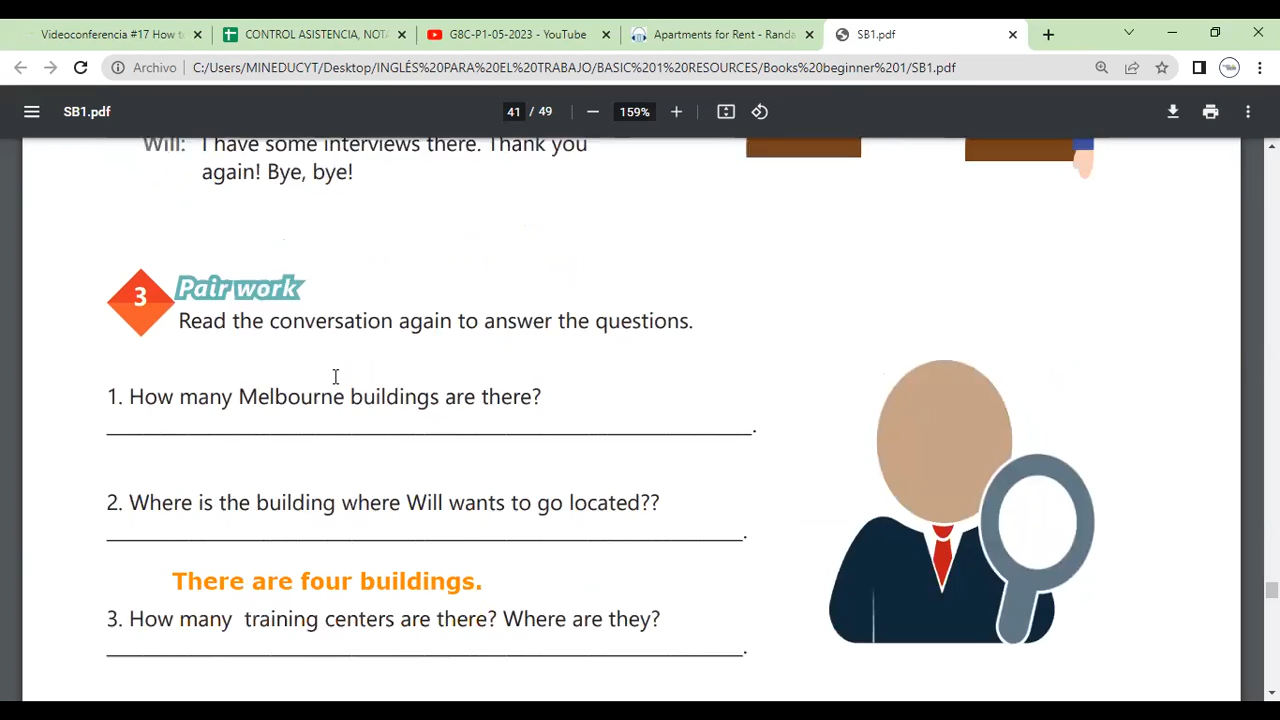 Videoconferencia #17 How t
CONTROL ASISTENCIA, NOTA
G8C-P1-05-2023 - YouTube
Apartments for Rent - Randa
SB1.pdf
Archivo
C:/Users/MINEDUCYT/Desktop/INGLÉS%20PARA%20EL%20TRABAJO/BASIC%201%20RESOURCES/Books%20beginner%201/SB1.pdf
SB1.pdf
41 / 49
159%
Will: I have some interviews there. Thank you
again! Bye, bye!
3
Pair work
Read the conversation again to answer the questions.
1. How many Melbourne buildings are there?
.
2. Where is the building where Will wants to go located??
.
There are four buildings.
3. How many training centers are there? Where are they?
.